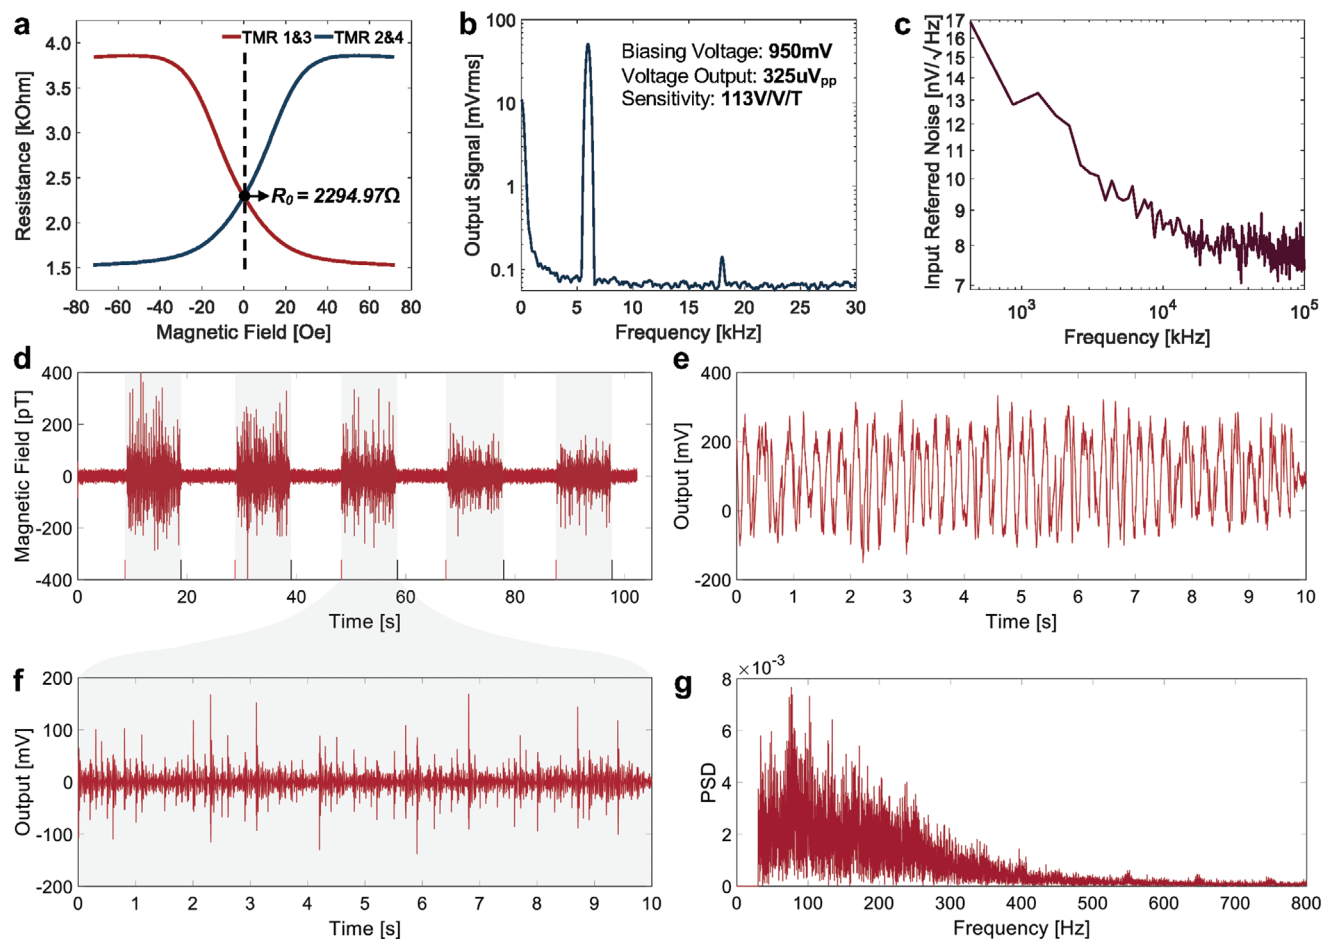 a
TMR 1&3 TMR 2&4
4.0
3.5
3.0
2.5
2.0
1.5
Resistance [kOhm]
R₀ = 2294.97Ω
-80 -60 -40 -20 0 20 40 60 80
Magnetic Field [Oe]
b
Output Signal [mVrms]
100
10
1
0.1
Biasing Voltage: 950mV
Voltage Output: 325uVpp
Sensitivity: 113V/V/T
0 5 10 15 20 25 30
Frequency [kHz]
c
Input Referred Noise [nV/√Hz]
17
16
15
14
13
12
11
10
9
8
7
10³ 10⁴ 10⁵
Frequency [kHz]
d
Magnetic Field [pT]
400
200
0
-200
-400
0 20 40 60 80 100
Time [s]
e
Output [mV]
400
200
0
-200
0 1 2 3 4 5 6 7 8 9 10
Time [s]
f
Output [mV]
200
100
0
-100
-200
0 1 2 3 4 5 6 7 8 9 10
Time [s]
g
×10⁻³
PSD
8
6
4
2
0
0 100 200 300 400 500 600 700 800
Frequency [Hz]